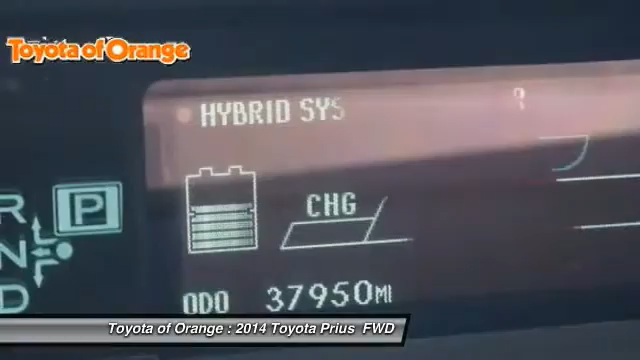 Toyota of Orange
HYBRID SYS
CHG
R
P
N
D
ODO 37950MI
Toyota of Orange : 2014 Toyota Prius FWD